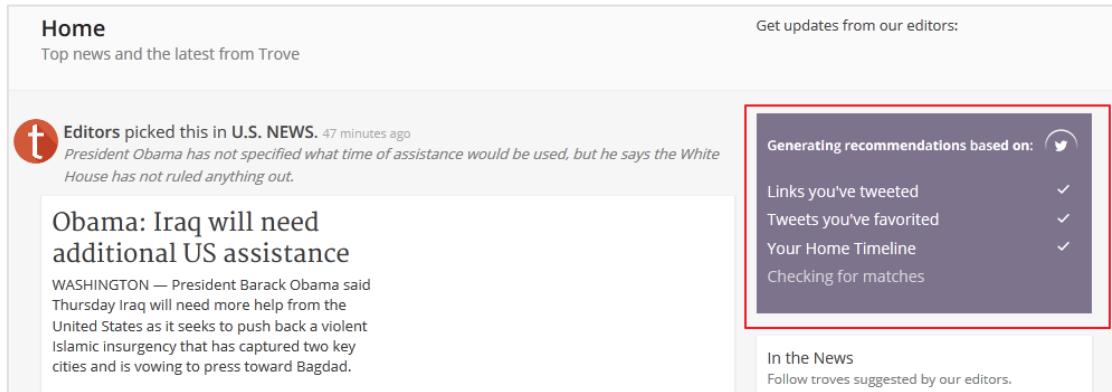 Home
Top news and the latest from Trove
Get updates from our editors:
t
Editors picked this in U.S. NEWS. 47 minutes ago
President Obama has not specified what time of assistance would be used, but he says the White
House has not ruled anything out.
Obama: Iraq will need
additional US assistance
WASHINGTON — President Barack Obama said
Thursday Iraq will need more help from the
United States as it seeks to push back a violent
Islamic insurgency that has captured two key
cities and is vowing to press toward Bagdad.
Generating recommendations based on:
Links you've tweeted
Tweets you've favorited
Your Home Timeline
Checking for matches
In the News
Follow troves suggested by our editors.